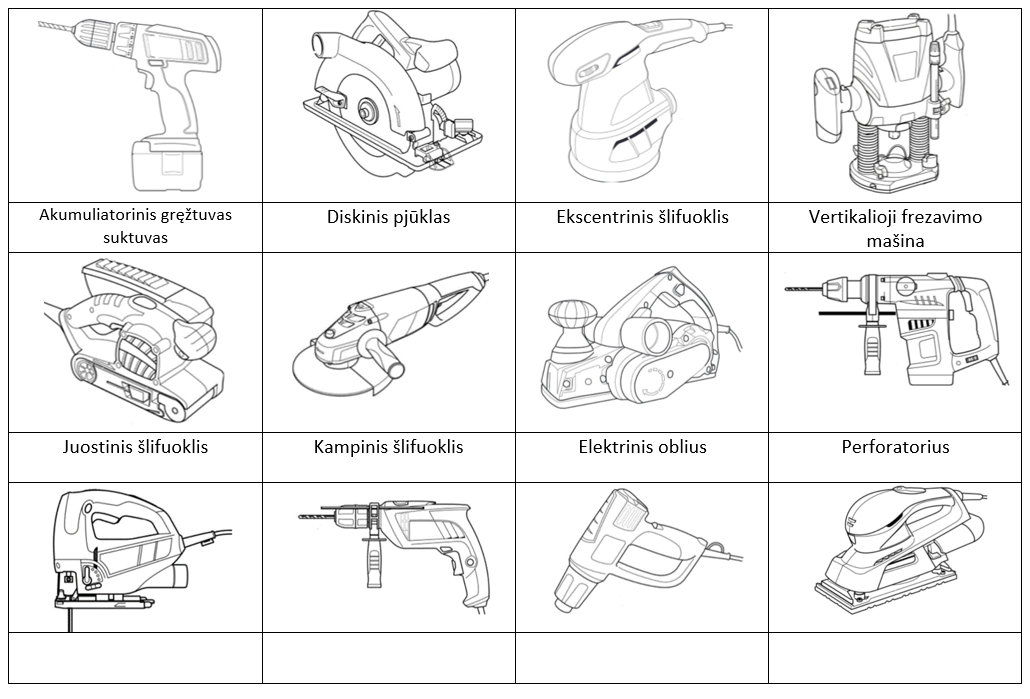 Akumuliatorinis gręžtuvas
suktuvas
Diskinis pjūklas
Ekscentrinis šlifuoklis
Vertikalioji frezavimo
mašina
Juostinis šlifuoklis
Kampinis šlifuoklis
Elektrinis oblius
Perforatorius